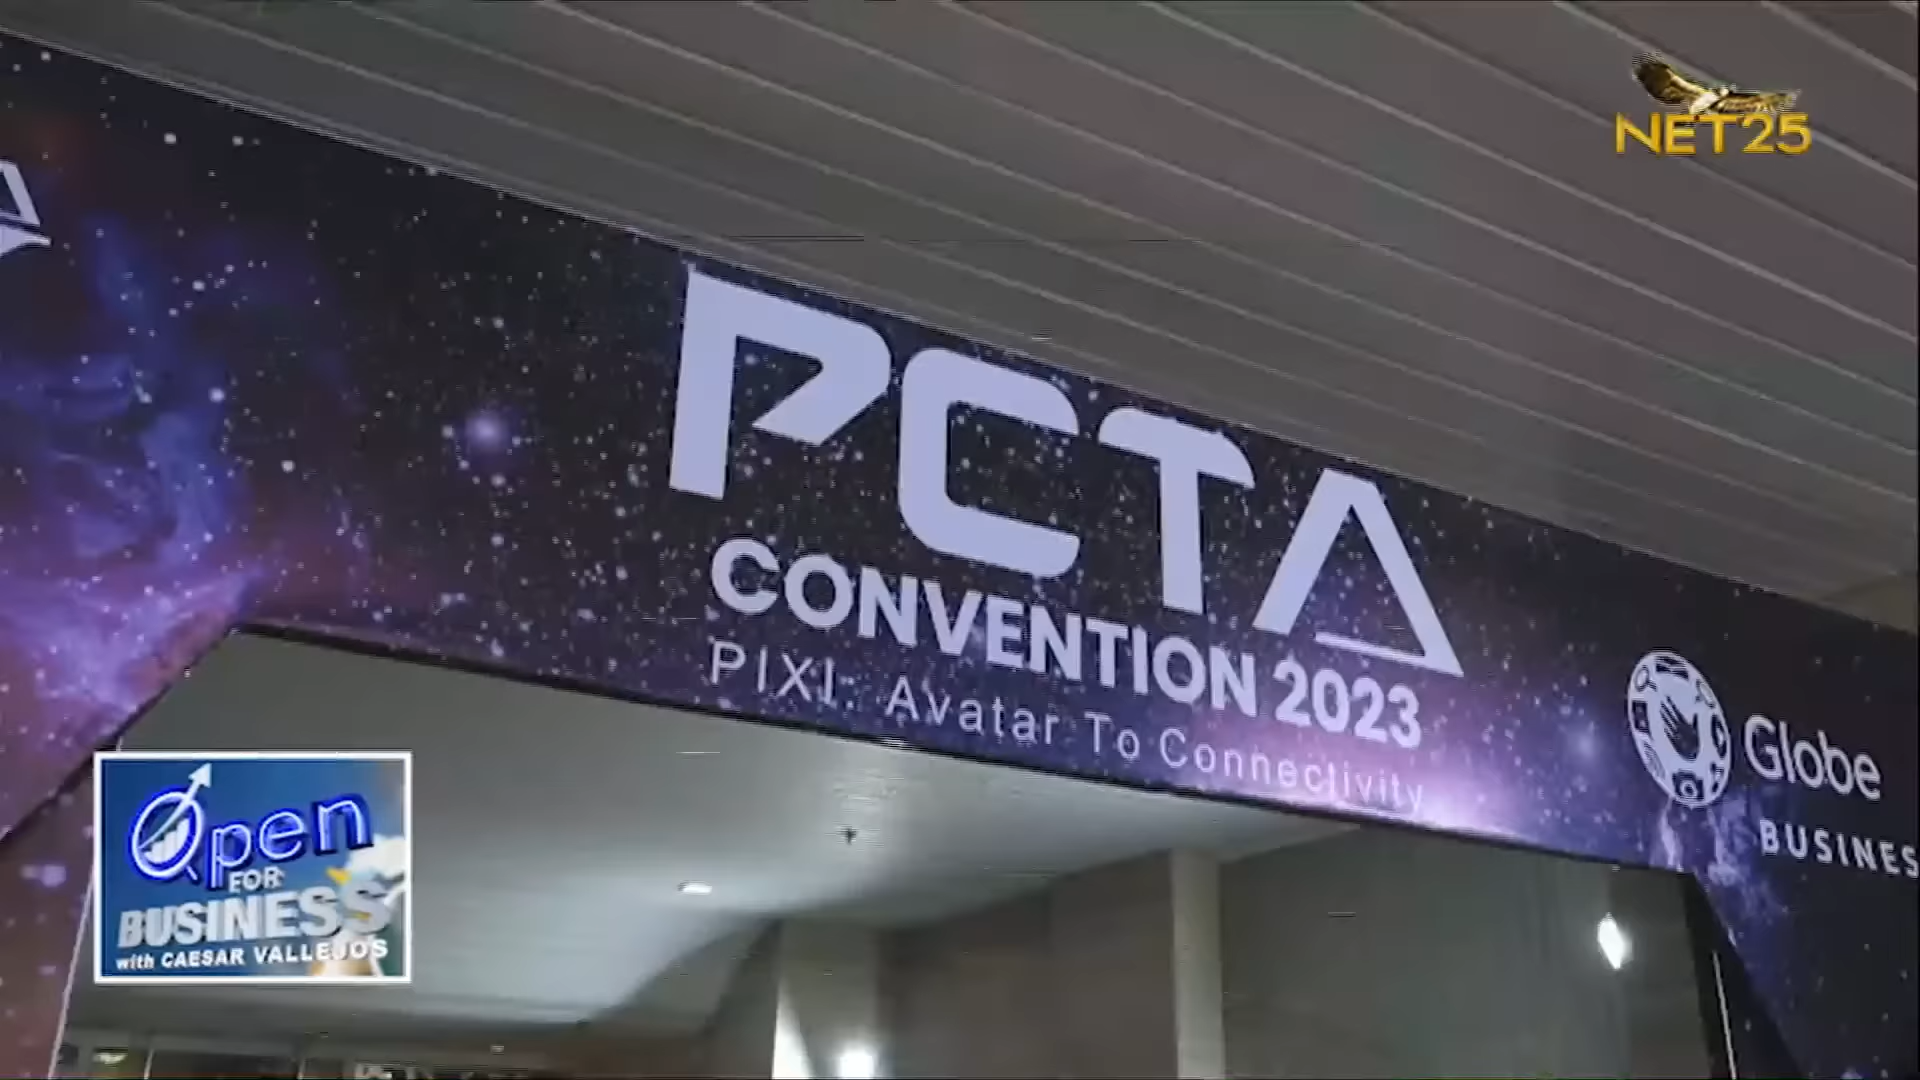 NET25
PCTA
CONVENTION 2023
PIXI: Avatar To Connectivity
Globe
BUSINES
Open
FOR
BUSINESS
with CAESAR VALLEJOS